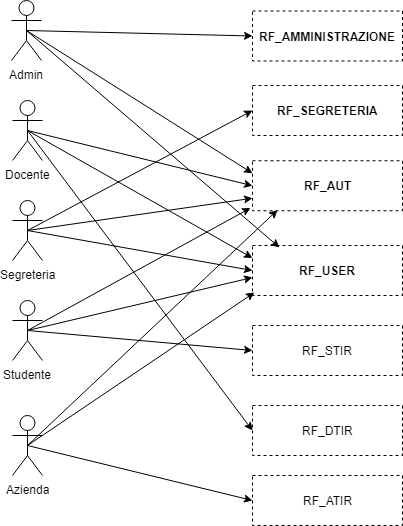 RF_AMMINISTRAZIONE
Admin
RF_SEGRETERIA
Docente
RF_AUT
Segreteria
RF_USER
Studente
RF_STIR
RF_DTIR
Azienda
RF_ATIR